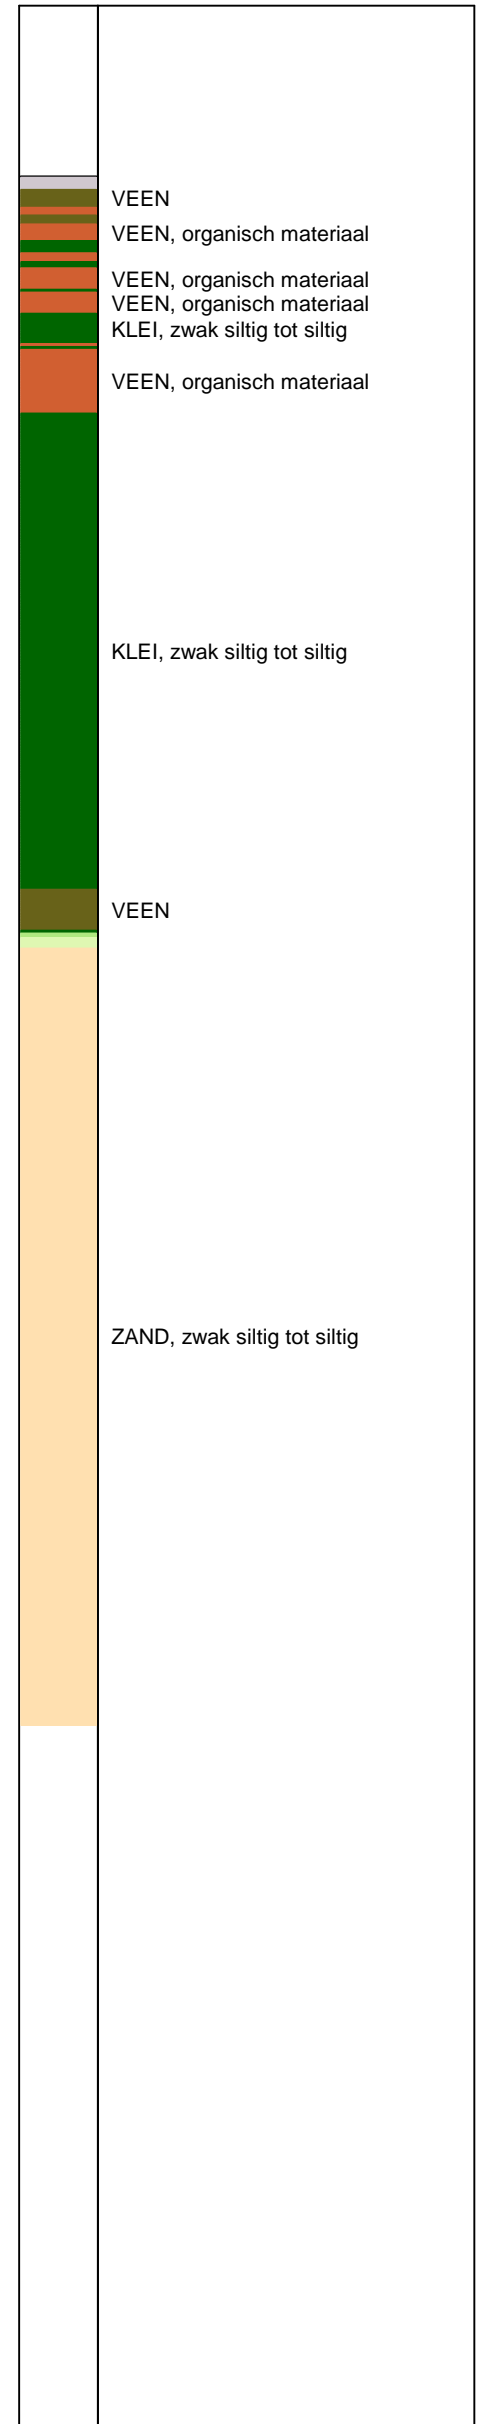 VEEN
VEEN, organisch materiaal
VEEN, organisch materiaal
VEEN, organisch materiaal
KLEI, zwak siltig tot siltig
VEEN, organisch materiaal
KLEI, zwak siltig tot siltig
VEEN
ZAND, zwak siltig tot siltig